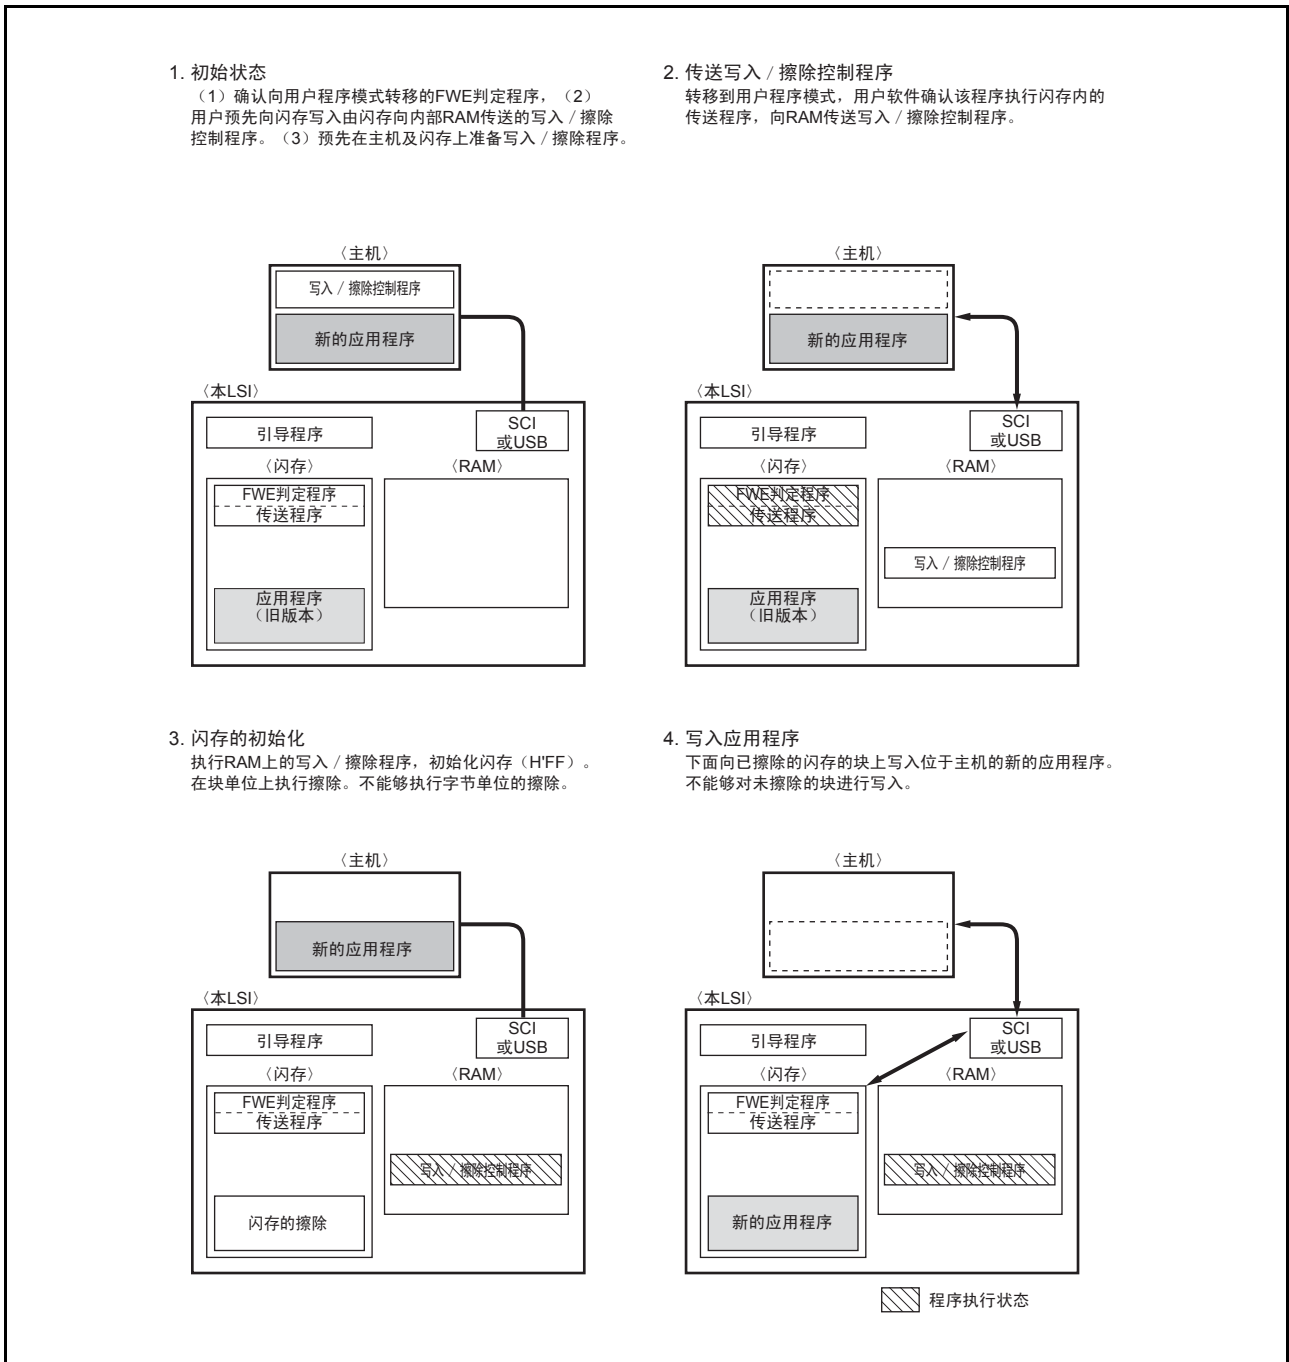 1. 初始状态
（1）确认向用户程序模式转移的FWE判定程序，（2）
用户预先向闪存写入由闪存向内部RAM传送的写入 / 擦除
控制程序。（3）预先在主机及闪存上准备写入 / 擦除程序。
〈主机〉
写入 / 擦除控制程序
新的应用程序
〈本LSI〉
引导程序
SCI
或USB
〈闪存〉
〈RAM〉
FWE判定程序
传送程序
应用程序
（旧版本）
2. 传送写入 / 擦除控制程序
转移到用户程序模式，用户软件确认该程序执行闪存内的
传送程序，向RAM传送写入 / 擦除控制程序。
〈主机〉
新的应用程序
〈本LSI〉
引导程序
SCI
或USB
〈闪存〉
〈RAM〉
FWE判定程序
传送程序
写入 / 擦除控制程序
应用程序
（旧版本）
3. 闪存的初始化
执行RAM上的写入 / 擦除程序，初始化闪存（H'FF）。
在块单位上执行擦除。不能够执行字节单位的擦除。
〈主机〉
新的应用程序
〈本LSI〉
引导程序
SCI
或USB
〈闪存〉
〈RAM〉
FWE判定程序
传送程序
写入 / 擦除控制程序
闪存的擦除
4. 写入应用程序
下面向已擦除的闪存的块上写入位于主机的新的应用程序。
不能够对未擦除的块进行写入。
〈主机〉
〈本LSI〉
引导程序
SCI
或USB
〈闪存〉
〈RAM〉
FWE判定程序
传送程序
写入 / 擦除控制程序
新的应用程序
程序执行状态